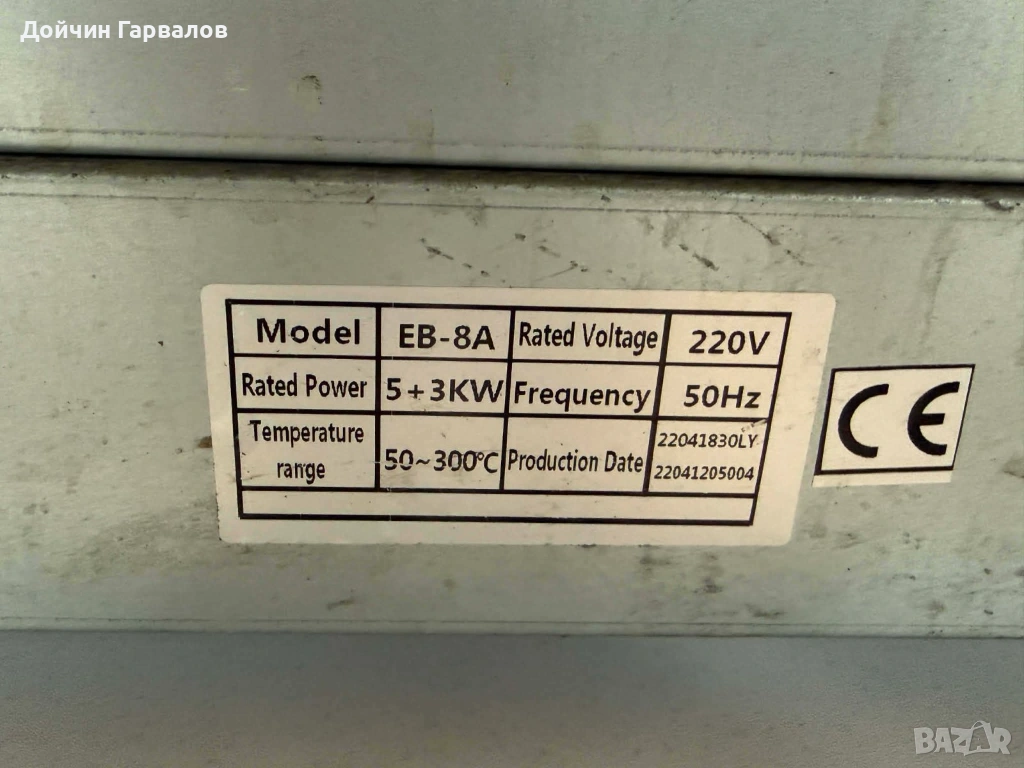 Дойчин Гарвалов
Model EB-8A Rated Voltage 220V
Rated Power 5+3KW Frequency 50Hz
Temperature range 50~300℃ Production Date 22041830LY
22041205004
CE
BAZAR